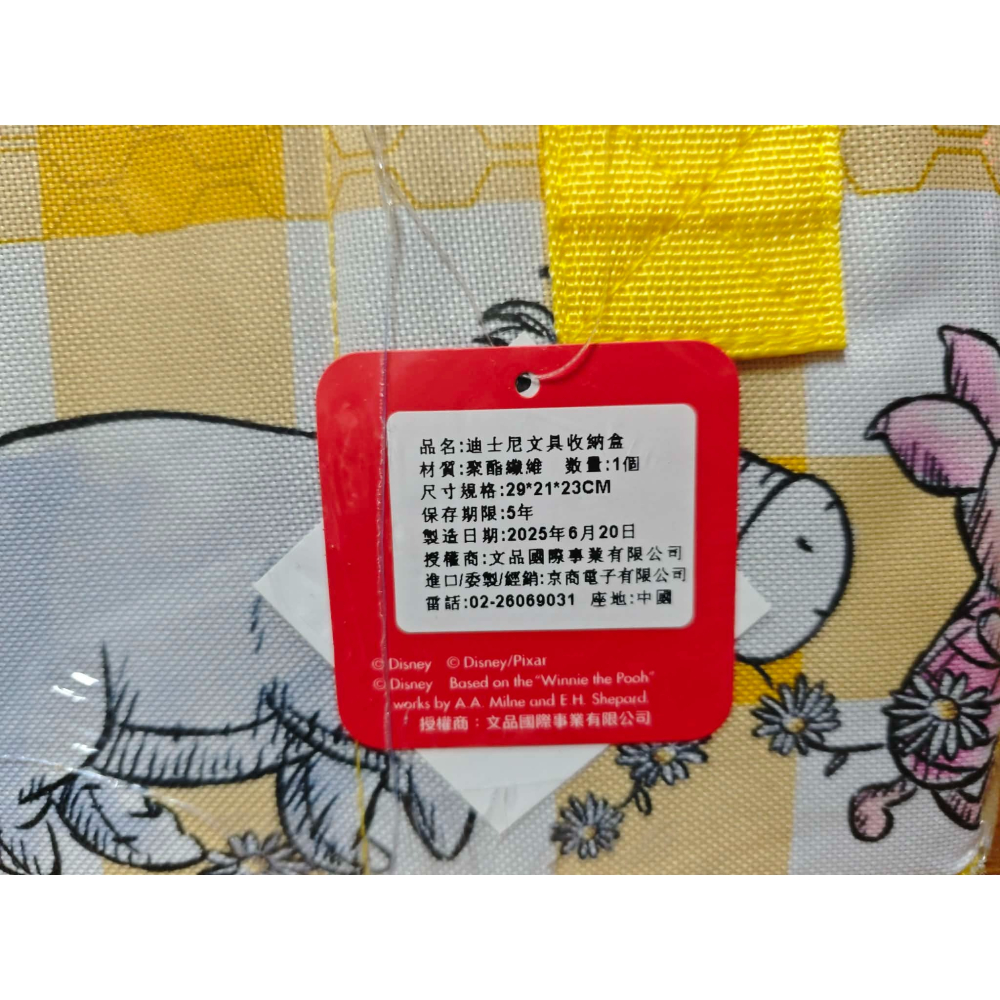 品名:迪士尼文具收納盒
材質:聚酯纖維 数量:1個
尺寸規格:29*21*23CM
保存期限:5年
製造日期:2025年6月20日
授權商:文品國際事業有限公司
進口/委製/經銷:京商電子有限公司
電話:02-26069031 座地:中國
© Disney © Disney/Pixar
© Disney Based on the "Winnie the Pooh"
works by A.A. Milne and E.H. Shepard.
授權商：文品國際事業有限公司